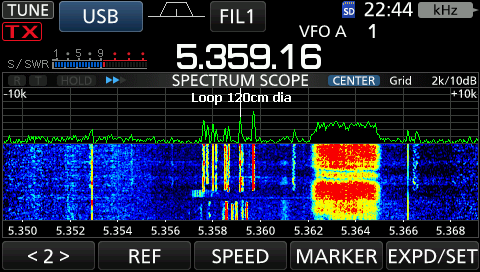 TUNE USB FIL1 SD 22:44 kHz
TX VFO A 1
1 · 5 · 9
S/SWR 5.359.16
R T HOLD SPECTRUM SCOPE CENTER Grid 2k/10dB
-10k Loop 120cm dia +10k
5.350 5.352 5.354 5.356 5.358 5.360 5.362 5.364 5.366 5.368
< 2 > REF SPEED MARKER EXPD/SET